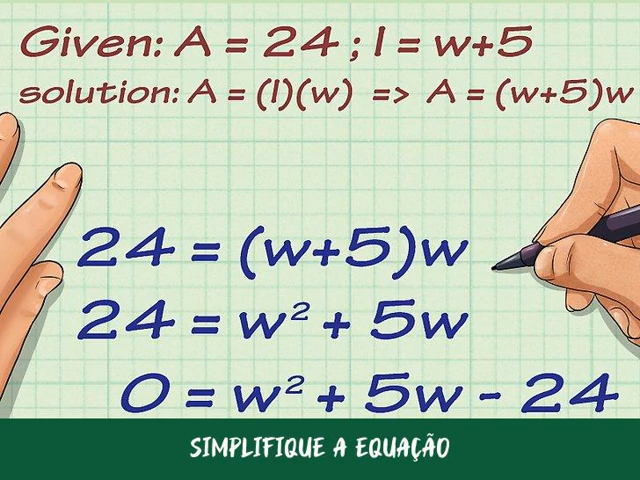 Given: A = 24 ; l = w+5
solution: A = (l)(w) => A = (w+5)w
24 = (w+5)w
24 = w² + 5w
0 = w² + 5w - 24
SIMPLIFIQUE A EQUAÇÃO